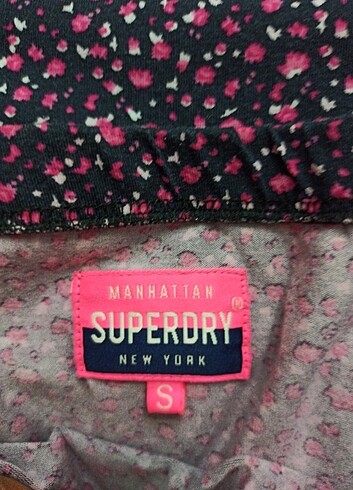 MANHATTAN
®
SUPERDRY
NEW YORK
S